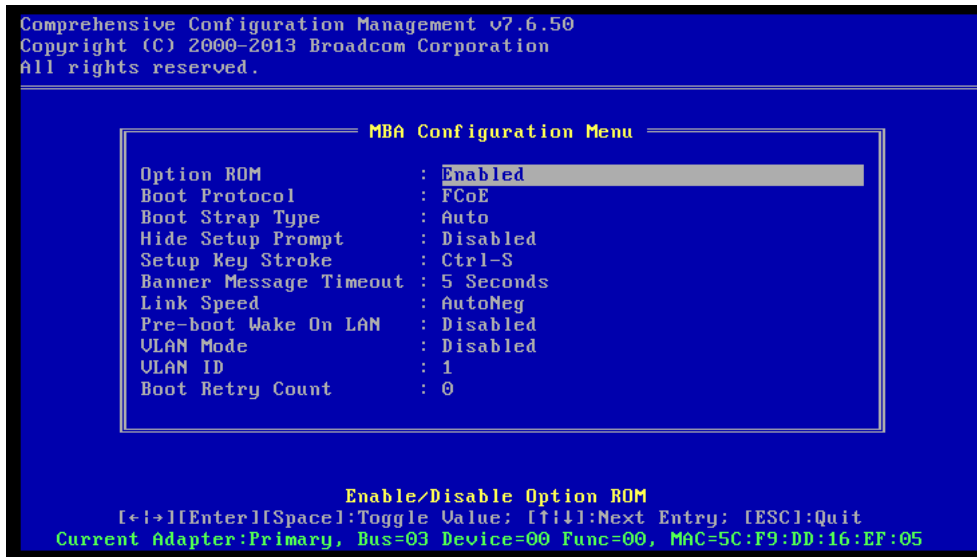 Comprehensive Configuration Management v7.6.50
Copyright (C) 2000-2013 Broadcom Corporation
All rights reserved.
MBA Configuration Menu
Option ROM : Enabled
Boot Protocol : FCoE
Boot Strap Type : Auto
Hide Setup Prompt : Disabled
Setup Key Stroke : Ctrl-S
Banner Message Timeout : 5 Seconds
Link Speed : AutoNeg
Pre-boot Wake On LAN : Disabled
VLAN Mode : Disabled
VLAN ID : 1
Boot Retry Count : 0
Enable/Disable Option ROM
[←|→][Enter][Space]:Toggle Value; [↑|↓]:Next Entry; [ESC]:Quit
Current Adapter:Primary, Bus=03 Device=00 Func=00, MAC=5C:F9:DD:16:EF:05